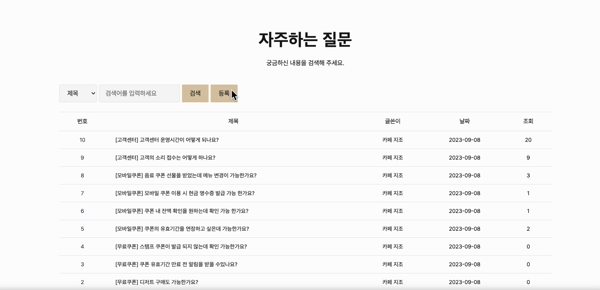 자주하는 질문
궁금하신 내용을 검색해 주세요.
제목 검색어를 입력하세요 검색 등록
번호 제목 글쓴이 날짜 조회
10 [고객센터] 고객센터 운영시간이 어떻게 되나요? 카페 지조 2023-09-08 20
9 [고객센터] 고객의 소리 접수는 어떻게 하나요? 카페 지조 2023-09-08 9
8 [모바일쿠폰] 음료 쿠폰 선물을 받았는데 메뉴 변경이 가능한가요? 카페 지조 2023-09-08 3
7 [모바일쿠폰] 모바일 쿠폰 이용 시 현금 영수증 발급 가능 한가요? 카페 지조 2023-09-08 1
6 [모바일쿠폰] 쿠폰 내 잔액 확인을 원하는데 확인 가능 한가요? 카페 지조 2023-09-08 1
5 [모바일쿠폰] 쿠폰의 유효기간을 연장하고 싶은데 가능한가요? 카페 지조 2023-09-08 2
4 [무료쿠폰] 스탬프 쿠폰이 발급 되지 않는데 확인 가능한가요? 카페 지조 2023-09-08 0
3 [무료쿠폰] 쿠폰 유효기간 만료 전 알림을 받을 수있나요? 카페 지조 2023-09-08 0
2 [무료쿠폰] 디저트 구매도 가능한가요? 카페 지조 2023-09-08 0